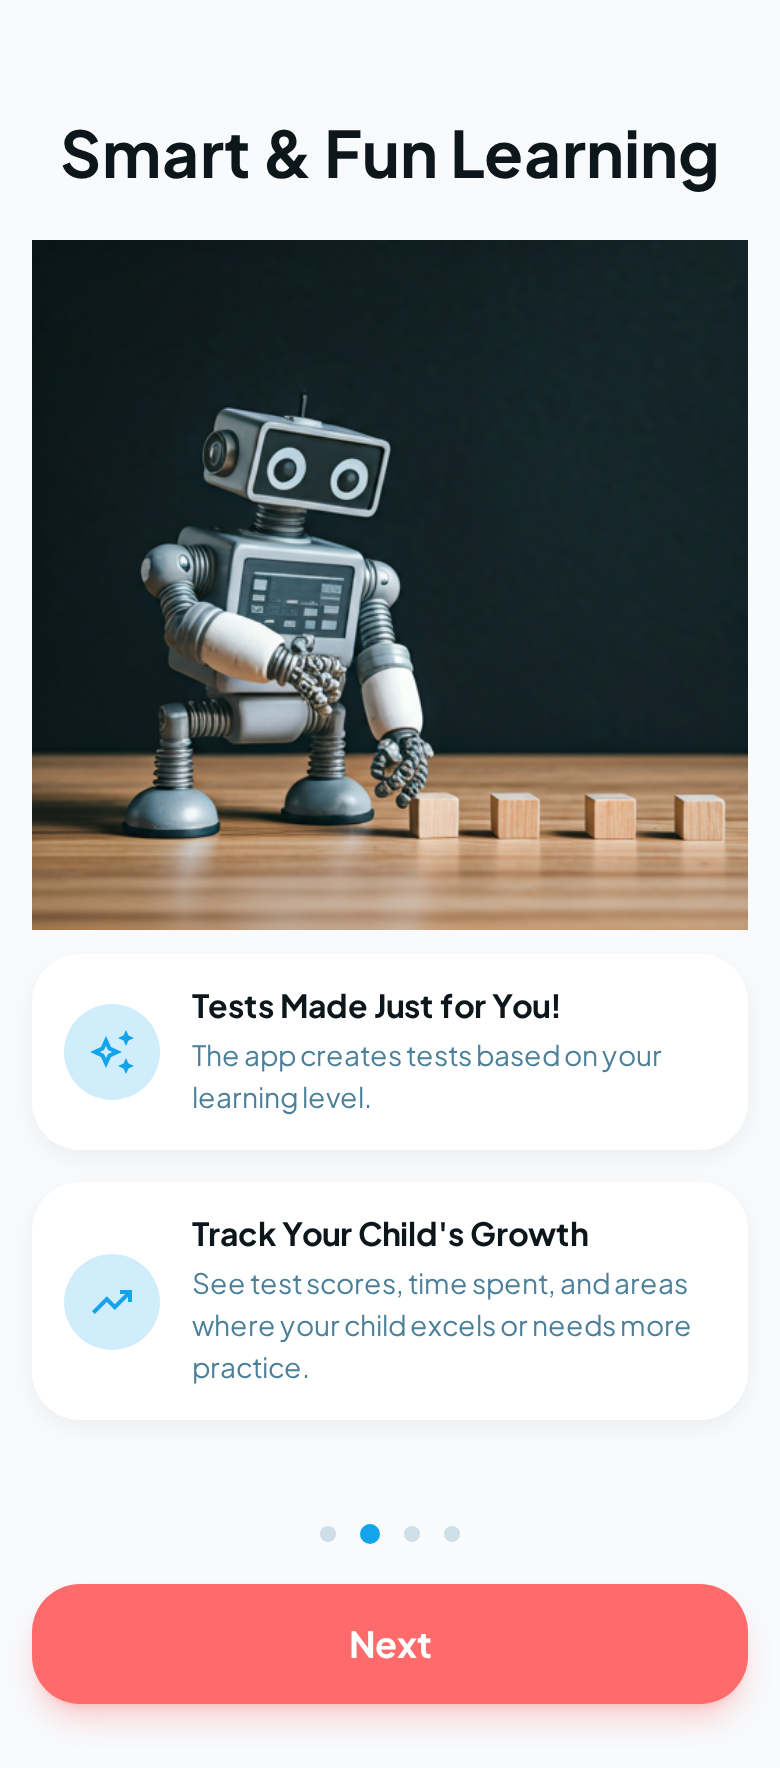 Smart & Fun Learning
Tests Made Just for You!
The app creates tests based on your
learning level.
Track Your Child's Growth
See test scores, time spent, and areas
where your child excels or needs more
practice.
Next